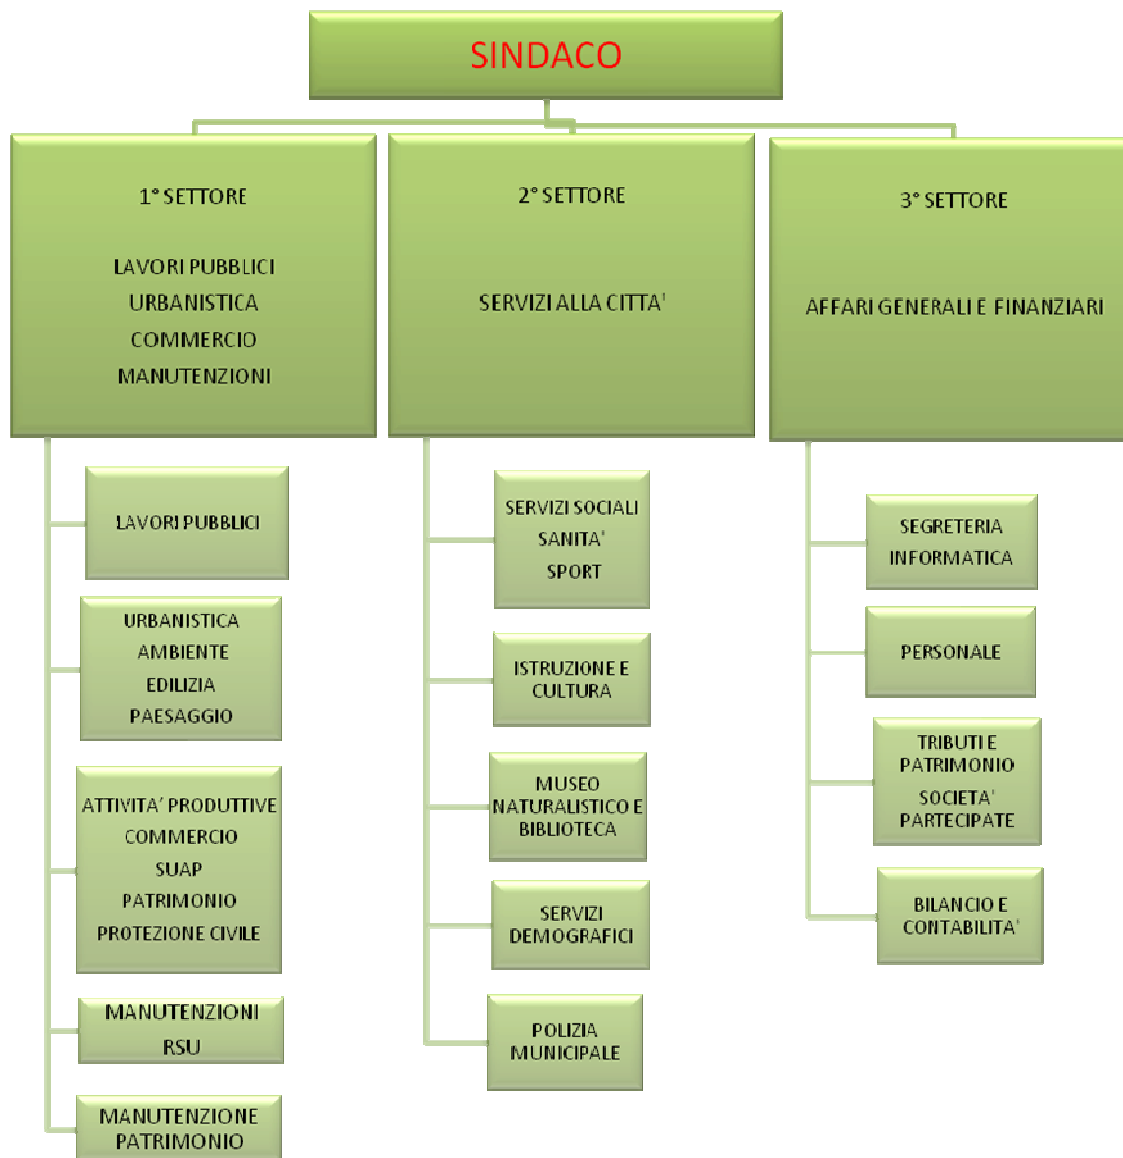 SINDACO
1° SETTORE
LAVORI PUBBLICI
URBANISTICA
COMMERCIO
MANUTENZIONI
2° SETTORE
SERVIZI ALLA CITTA'
3° SETTORE
AFFARI GENERALI E FINANZIARI
LAVORI PUBBLICI
URBANISTICA
AMBIENTE
EDILIZIA
PAESAGGIO
ATTIVITA' PRODUTTIVE
COMMERCIO
SUAP
PATRIMONIO
PROTEZIONE CIVILE
MANUTENZIONI
RSU
MANUTENZIONE
PATRIMONIO
SERVIZI SOCIALI
SANITA'
SPORT
ISTRUZIONE E
CULTURA
MUSEO
NATURALISTICO E
BIBLIOTECA
SERVIZI
DEMOGRAFICI
POLIZIA
MUNICIPALE
SEGRETERIA
INFORMATICA
PERSONALE
TRIBUTI E
PATRIMONIO
SOCIETA'
PARTECIPATE
BILANCIO E
CONTABILITA'